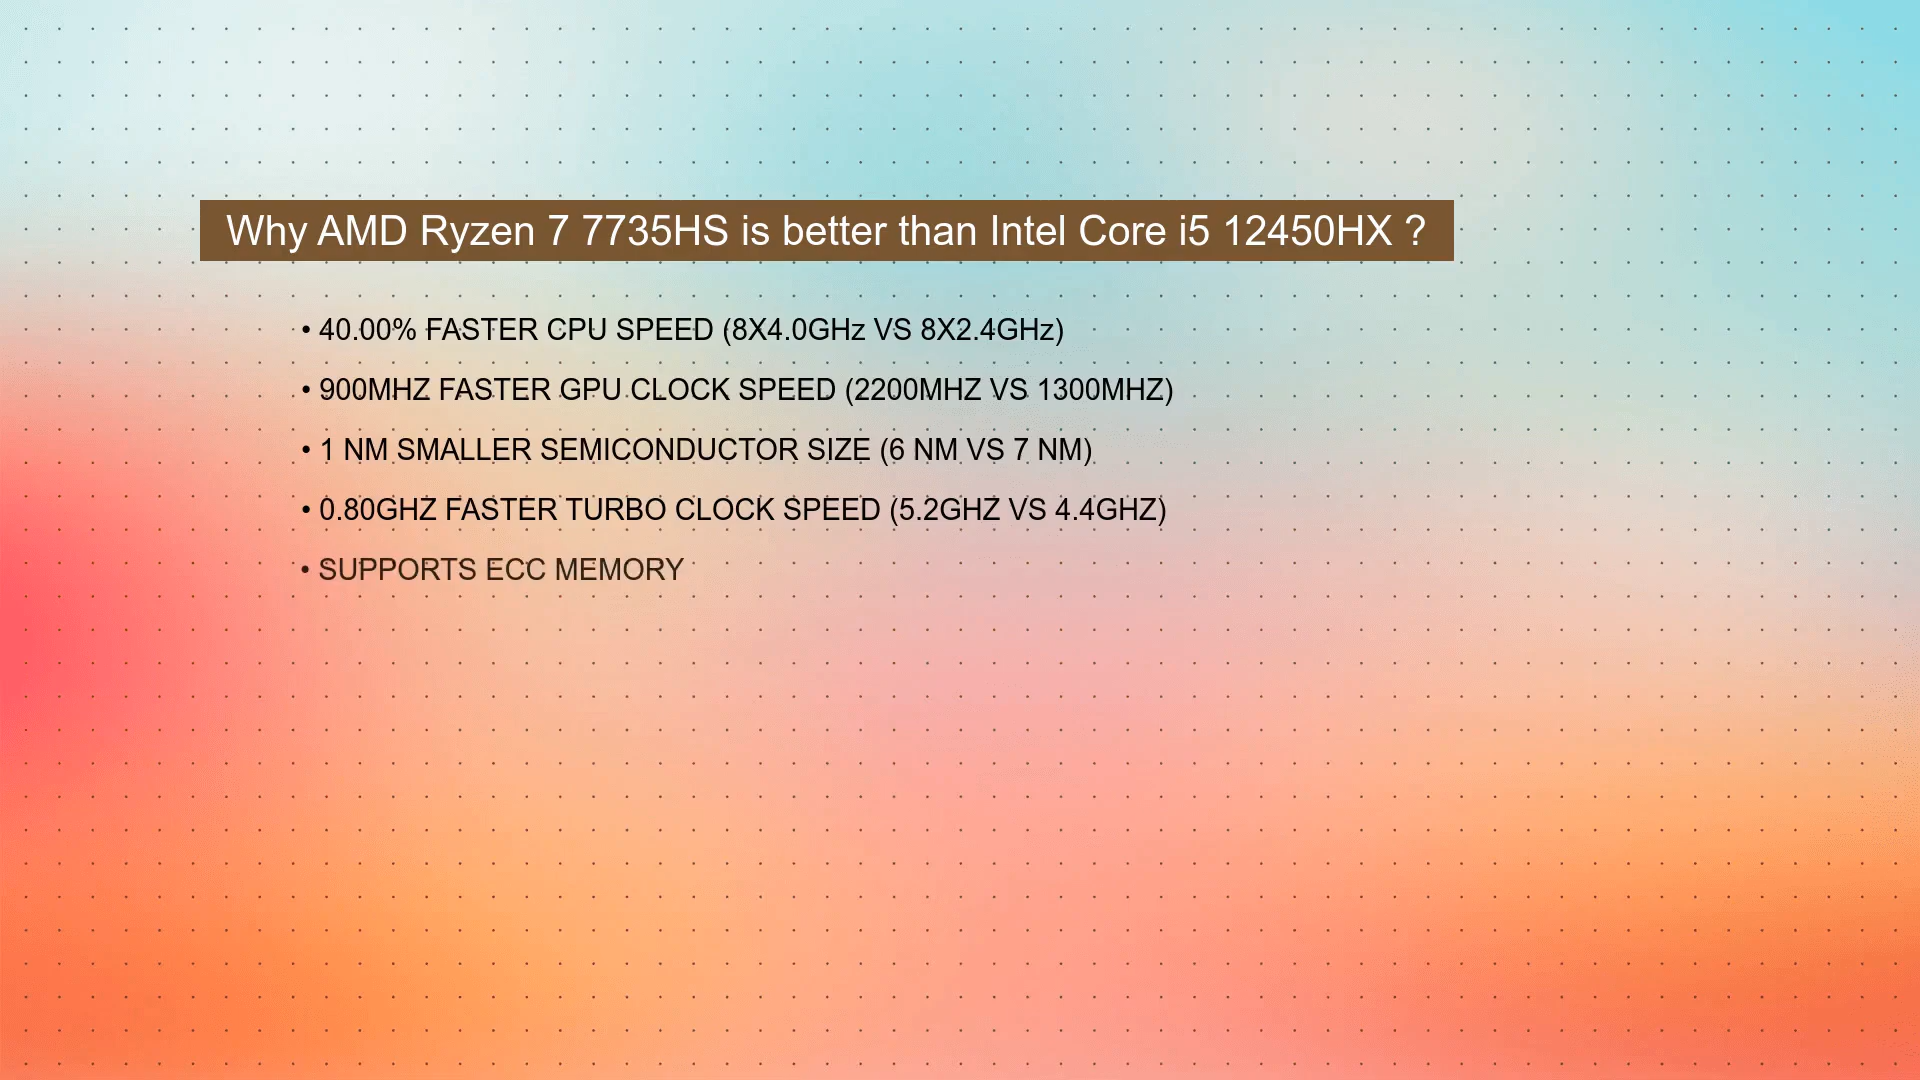 Why AMD Ryzen 7 7735HS is better than Intel Core i5 12450HX ?
• 40.00% FASTER CPU SPEED (8X4.0GHz VS 8X2.4GHz)
• 900MHZ FASTER GPU CLOCK SPEED (2200MHZ VS 1300MHZ)
• 1 NM SMALLER SEMICONDUCTOR SIZE (6 NM VS 7 NM)
• 0.80GHZ FASTER TURBO CLOCK SPEED (5.2GHZ VS 4.4GHZ)
• SUPPORTS ECC MEMORY